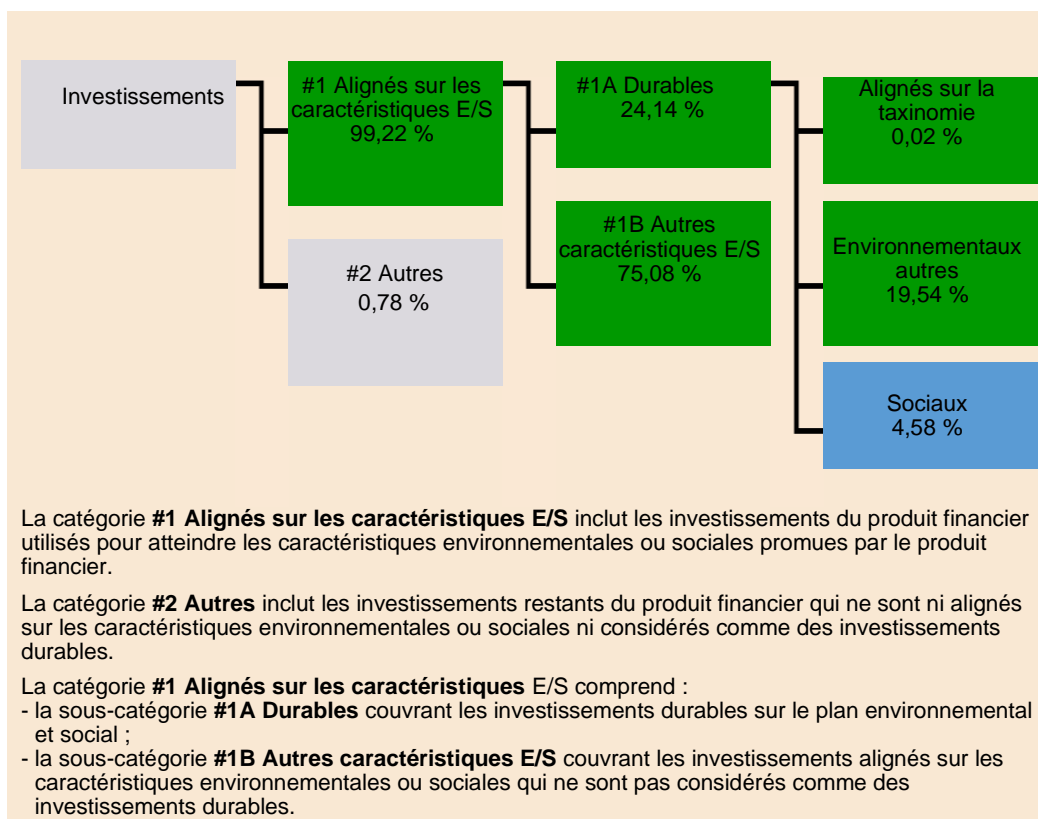 Investissements
#1 Alignés sur les
caractéristiques E/S
99,22 %
#2 Autres
0,78 %
#1A Durables
24,14 %
#1B Autres
caractéristiques E/S
75,08 %
Alignés sur la
taxinomie
0,02 %
Environnementaux
autres
19,54 %
Sociaux
4,58 %
La catégorie #1 Alignés sur les caractéristiques E/S inclut les investissements du produit financier
utilisés pour atteindre les caractéristiques environnementales ou sociales promues par le produit
financier.
La catégorie #2 Autres inclut les investissements restants du produit financier qui ne sont ni alignés
sur les caractéristiques environnementales ou sociales ni considérés comme des investissements
durables.
La catégorie #1 Alignés sur les caractéristiques E/S comprend :
- la sous-catégorie #1A Durables couvrant les investissements durables sur le plan environnemental
et social ;
- la sous-catégorie #1B Autres caractéristiques E/S couvrant les investissements alignés sur les
caractéristiques environnementales ou sociales qui ne sont pas considérés comme des
investissements durables.